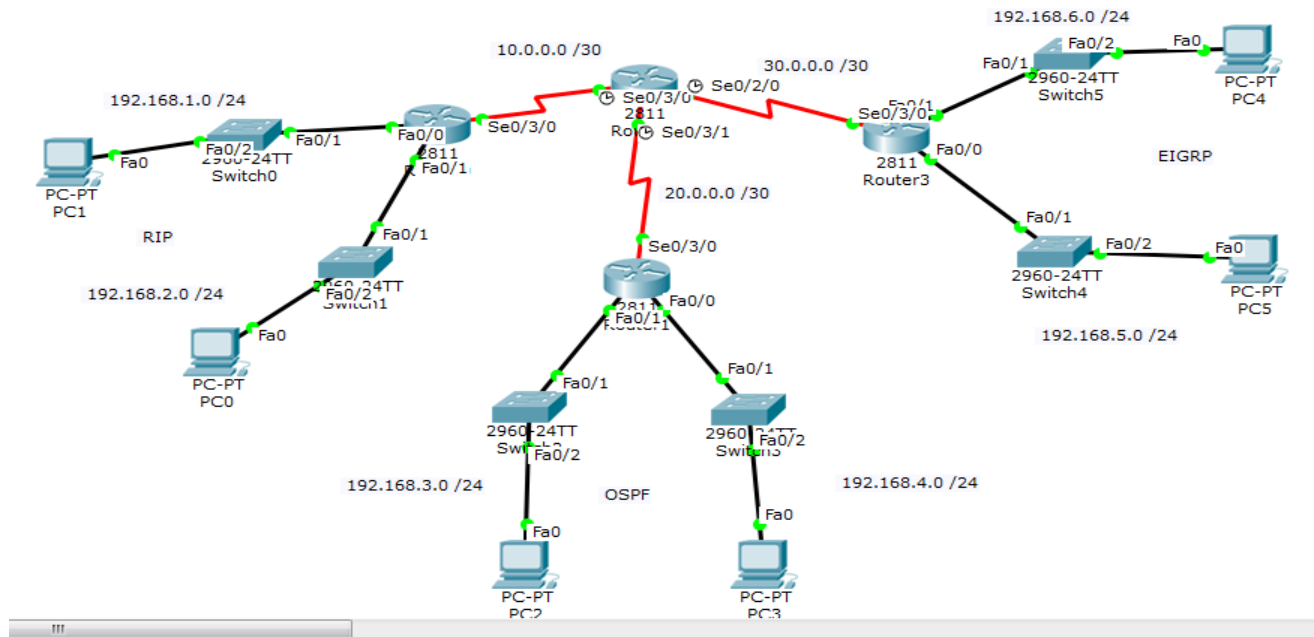 192.168.6.0 /24
Fa0/2
Fa0
10.0.0.0 /30
30.0.0.0 /30
Fa0/1
2960-24TT
Switch5
PC-PT
PC4
Se0/2/0
192.168.1.0 /24
Se0/3/0
2811
Se0/3/1
Fa0/1
Se0/3/0
2811
Router3
Fa0/0
EIGRP
Fa0/0
Se0/3/0
Fa0/1
Fa0/2
Fa0
Switch0
2811
Fa0/1
PC-PT
PC1
20.0.0.0 /30
RIP
Fa0/1
Fa0/1
Fa0/2
Fa0
2960-24TT
Switch4
PC-PT
PC5
Se0/3/0
192.168.2.0 /24
Fa0/2
Switch1
Fa0
PC-PT
PC0
Fa0/0
Fa0/1
192.168.5.0 /24
Fa0/1
Fa0/1
2960-24TT
Fa0/2
Fa0/2
192.168.3.0 /24
OSPF
192.168.4.0 /24
Fa0
Fa0
PC-PT
PC2
PC-PT
PC3